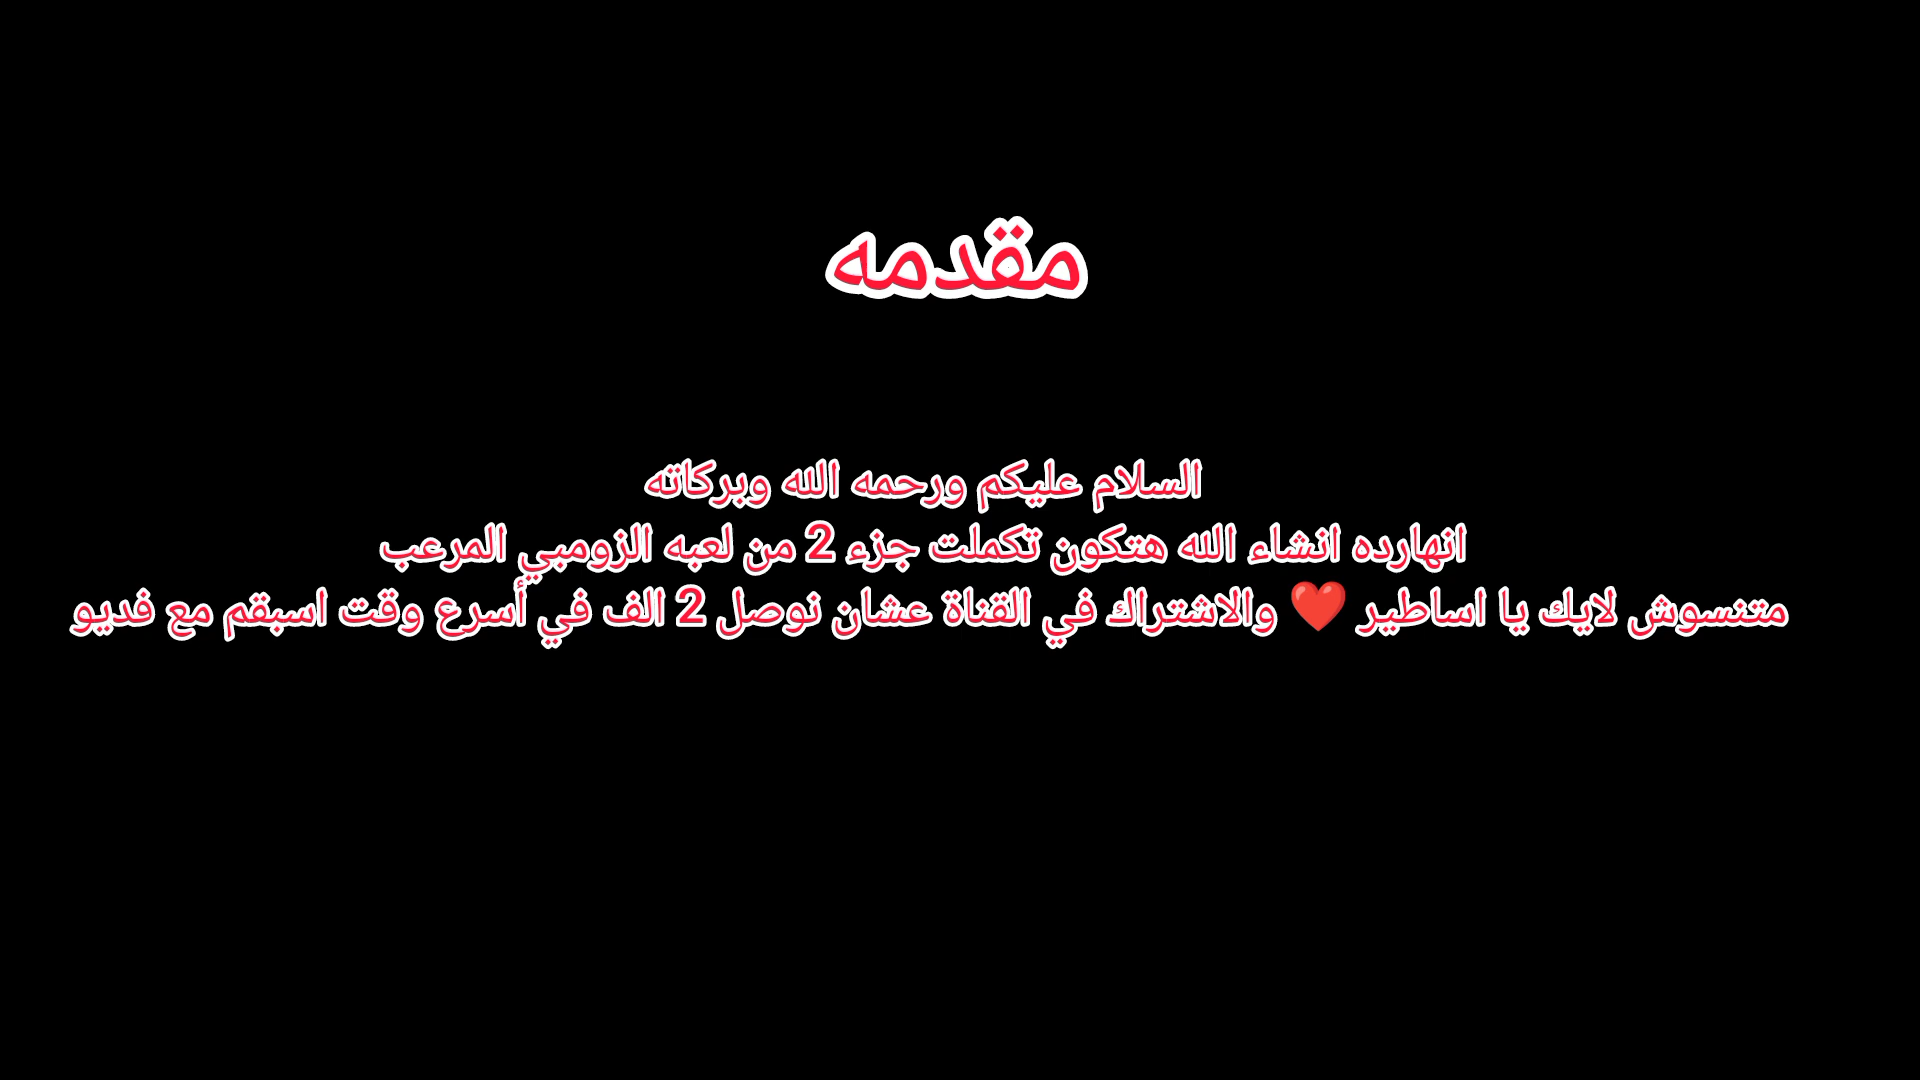 مقدمه
السلام عليكم ورحمه الله وبركاته
انهارده انشاء الله هتكون تكملت جزء 2 من لعبه الزومبي المرعب
متنسوش لايك يا اساطير ❤️ والاشتراك في القناة عشان نوصل 2 الف في أسرع وقت اسبقم مع فديو